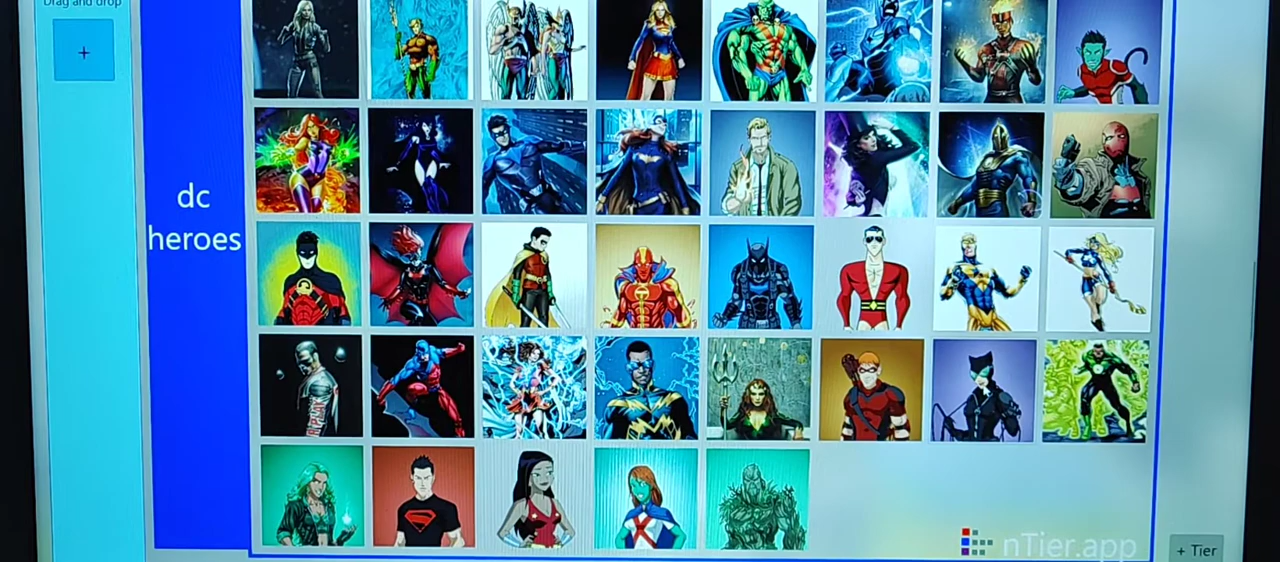 Drag and drop
+
dc
heroes
nTier.app
+ Tier